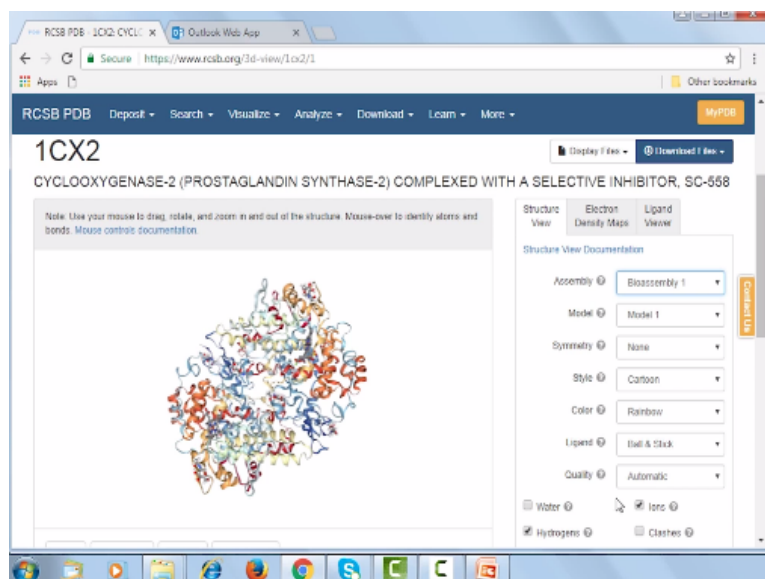 RCSB PDB - 1CX2: CYCLO
Outlook Web App
Secure https://www.rcsb.org/3d-view/1cx2/1
Apps
Other bookmarks
RCSB PDB Deposit Search Visualize Analyze Download Learn More MyPDB
1CX2
Display Files Download Files
CYCLOOXYGENASE-2 (PROSTAGLANDIN SYNTHASE-2) COMPLEXED WITH A SELECTIVE INHIBITOR, SC-558
Note: Use your mouse to drag, rotate, and zoom in and out of the structure. Mouse-over to identify atoms and
bonds. Mouse controls documentation.
Structure
View
Electron
Density Maps
Ligand
Viewer
Structure View Documentation
Assembly Bioassembly 1
Model Model 1
Symmetry None
Style Cartoon
Color Rainbow
Ligand Ball & Stick
Quality Automatic
Water Ions
Hydrogens Clashes
Contact Us